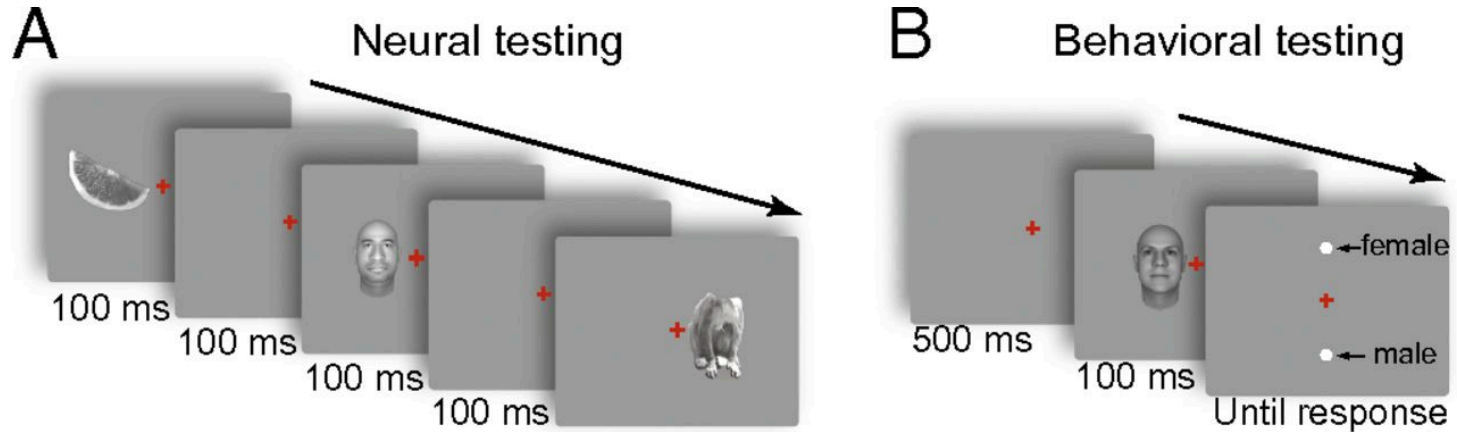 A
Neural testing
100 ms
100 ms
100 ms
100 ms
B
Behavioral testing
500 ms
100 ms
female
male
Until response